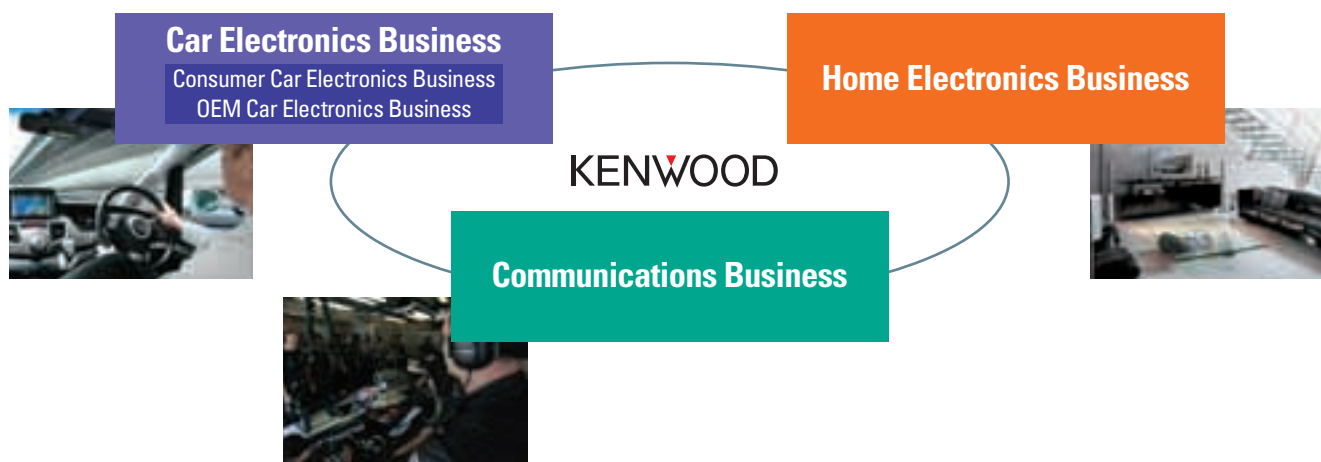 Car Electronics Business
Consumer Car Electronics Business
OEM Car Electronics Business
Home Electronics Business
KENWOOD
Communications Business